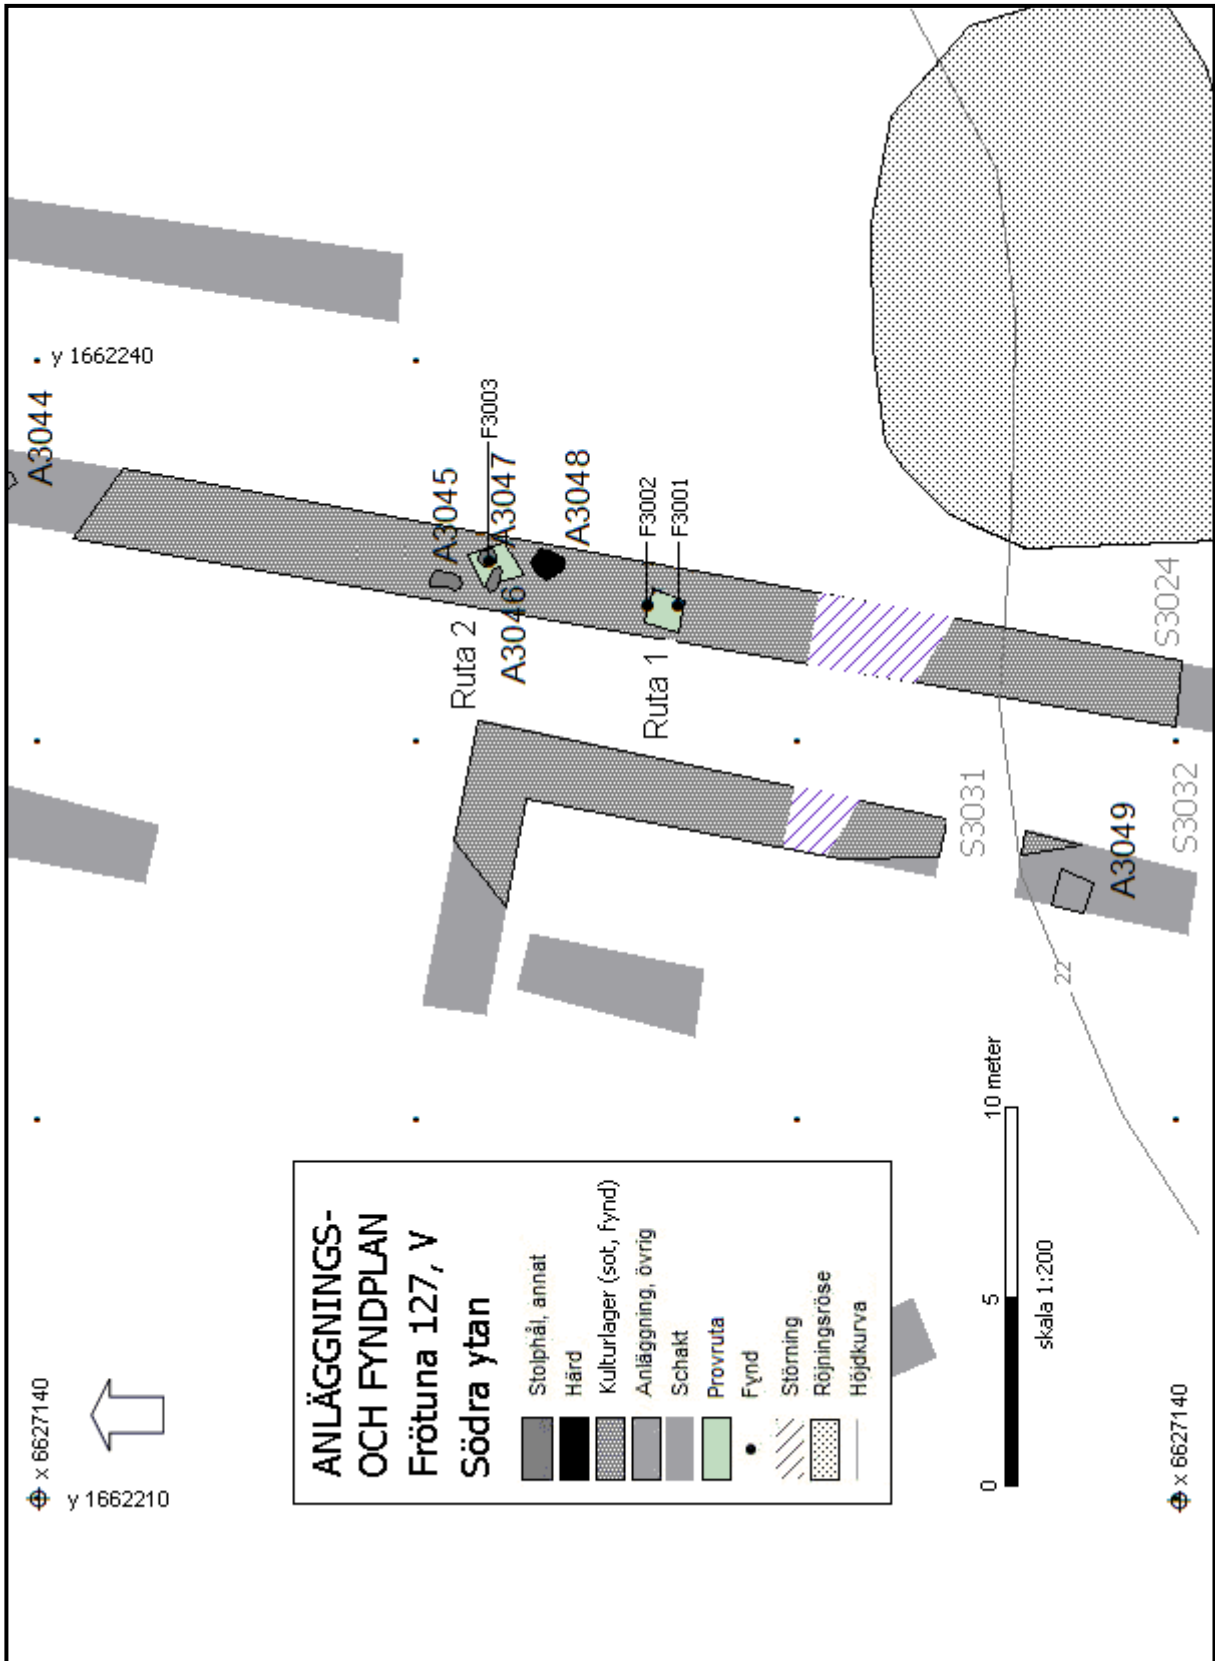 A3044
y 1662240
F3003
A3045
A3047
A3048
A3046
Ruta 2
F3002
F3001
Ruta 1
S3024
S3031
S3032
A3049
22
ANLÄGGNINGS-
OCH FYNDPLAN
Frötuna 127, V
Södra ytan
Stolphål, annat
Härd
Kulturlager (sot, fynd)
Anläggning, övrig
Schakt
Provruta
Fynd
Störning
Röjningsröse
Höjdkurva
0 5 10 meter
skala 1:200
x 6627140
y 1662210
x 6627140